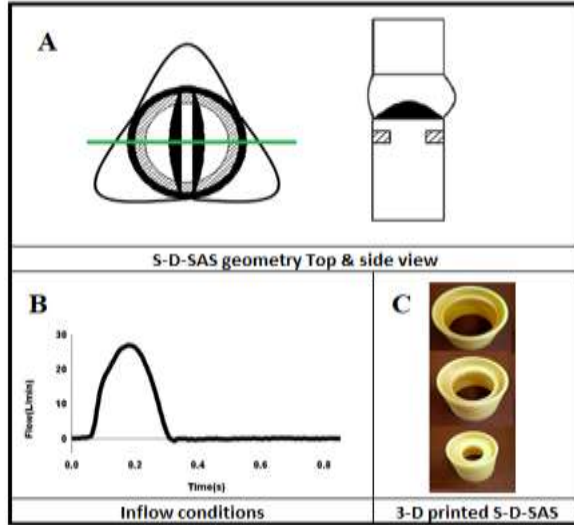 A
S-D-SAS geometry Top & side view
B
30
20
10
0
Flow(L/min)
0.0 0.2 0.4 0.6 0.8
Time(s)
Inflow conditions
C
3-D printed S-D-SAS